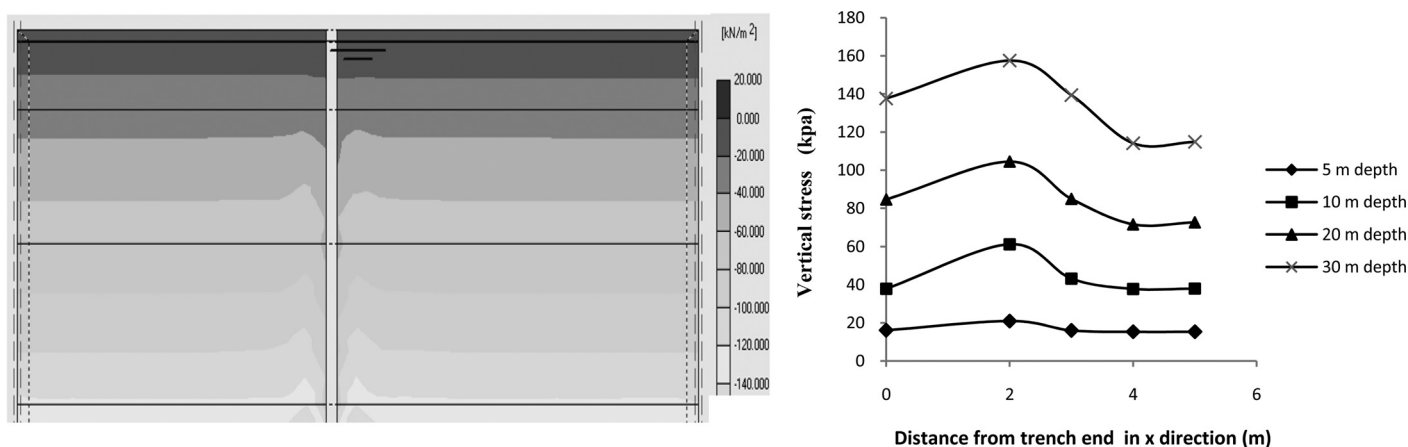 [kN/m 2]
20.000
0.000
-20.000
-40.000
-60.000
-80.000
-100.000
-120.000
-140.000
180
160
140
120
100
80
60
40
20
0
Vertical stress (kpa)
0 2 4 6
Distance from trench end in x direction (m)
5 m depth
10 m depth
20 m depth
30 m depth